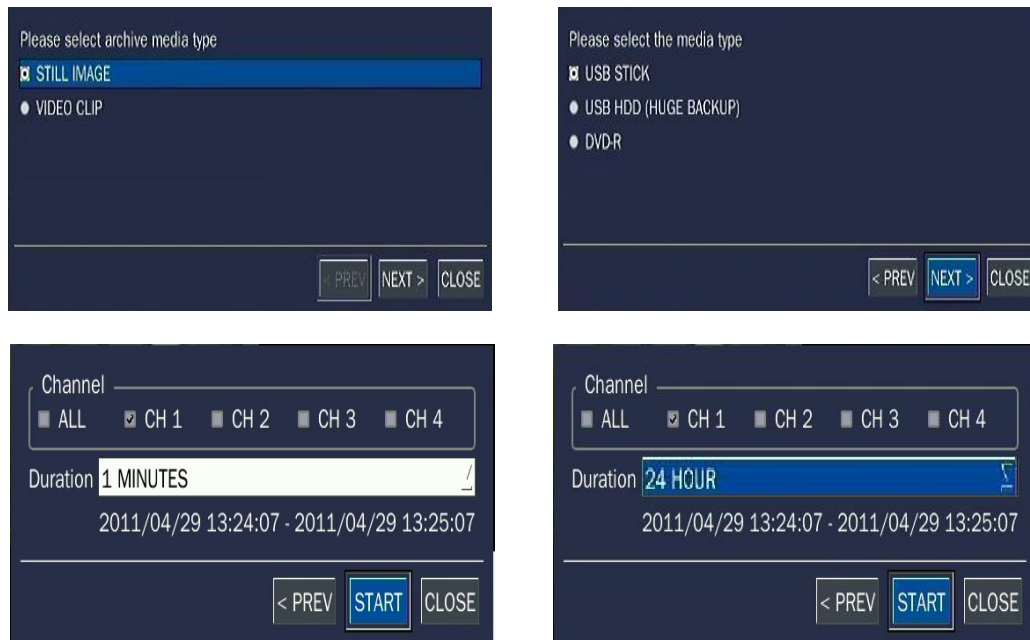 Please select archive media type
STILL IMAGE
VIDEO CLIP
< PREV NEXT > CLOSE
Please select the media type
USB STICK
USB HDD (HUGE BACKUP)
DVD-R
< PREV NEXT > CLOSE
Channel
ALL CH 1 CH 2 CH 3 CH 4
Duration 1 MINUTES
2011/04/29 13:24:07 - 2011/04/29 13:25:07
< PREV START CLOSE
Channel
ALL CH 1 CH 2 CH 3 CH 4
Duration 24 HOUR
2011/04/29 13:24:07 - 2011/04/29 13:25:07
< PREV START CLOSE